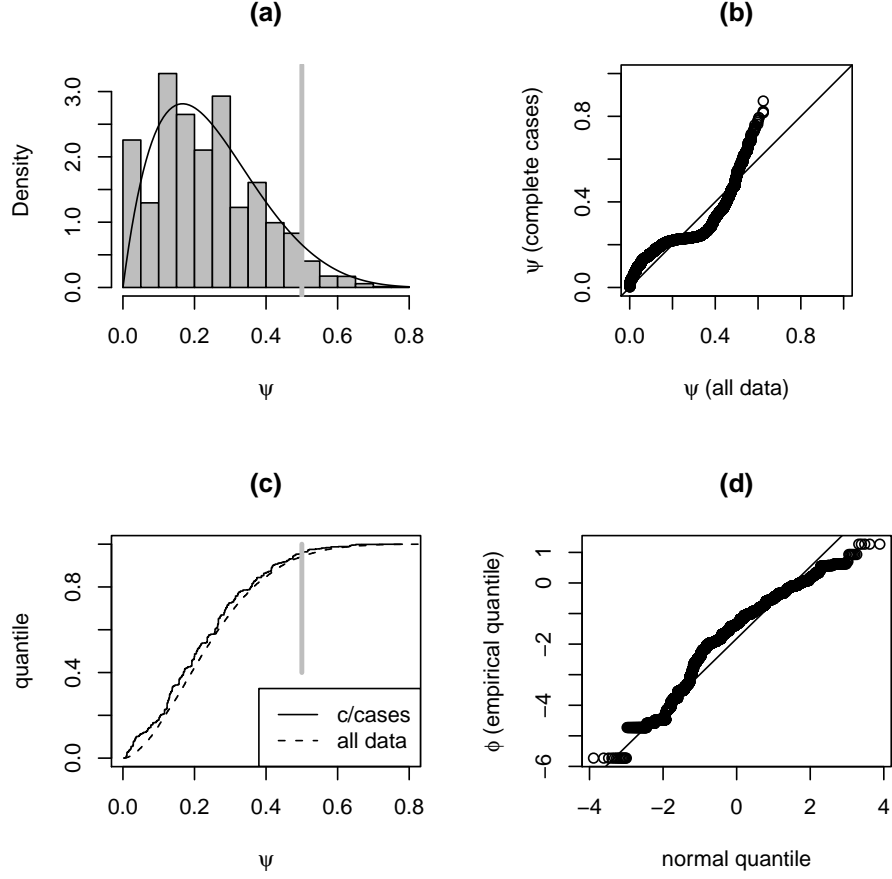 (a)
Density
0.0 1.0 2.0 3.0
0.0 0.2 0.4 0.6 0.8
ψ
(b)
ψ (complete cases)
0.0 0.4 0.8
0.0 0.4 0.8
ψ (all data)
(c)
quantile
0.0 0.4 0.8
c/cases
all data
0.0 0.2 0.4 0.6 0.8
ψ
(d)
ϕ (empirical quantile)
−6 −4 −2 0 1
−4 −2 0 2 4
normal quantile